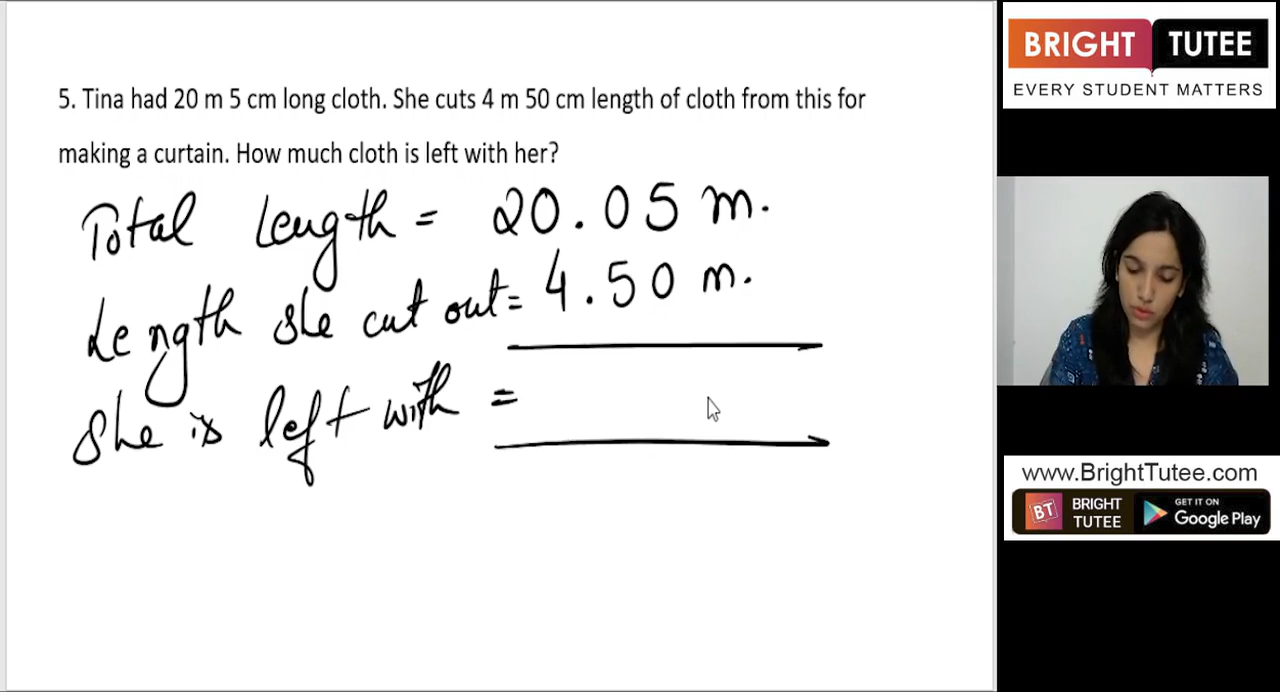 5. Tina had 20 m 5 cm long cloth. She cuts 4 m 50 cm length of cloth from this for
making a curtain. How much cloth is left with her?
Total Length = 20.05 m.
Length she cut out = 4.50 m.
She is left with =
BRIGHT TUTEE
EVERY STUDENT MATTERS
www.BrightTutee.com
BT BRIGHT TUTEE
GET IT ON Google Play